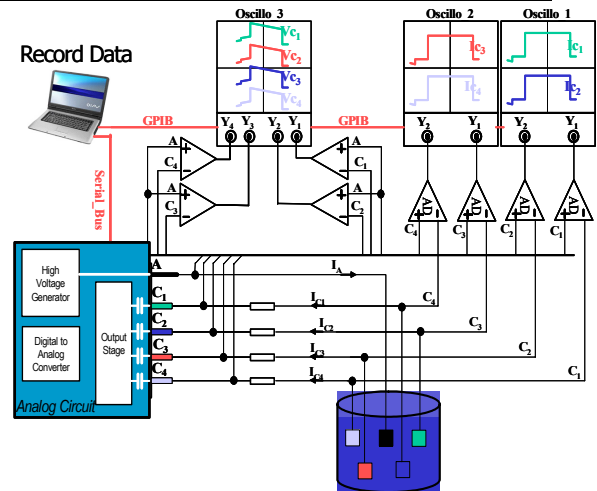 Oscillo 3
Oscillo 2
Oscillo 1
Vc1
Vc2
Vc3
Vc4
Ic3
Ic4
Ic1
Ic2
Record Data
GPIB
GPIB
Y4 Y3 Y2 Y1
Y2 Y1
Y2 Y1
Serial_Bus
A
C4
A
C3
A
C1
A
C2
AD
AD
AD
AD
C4
C3
C2
C1
High
Voltage
Generator
Digital to
Analog
Converter
Output
Stage
Analog Circuit
A
C1
C2
C3
C4
IA
IC1
IC2
IC3
IC4
C4
C3
C2
C1